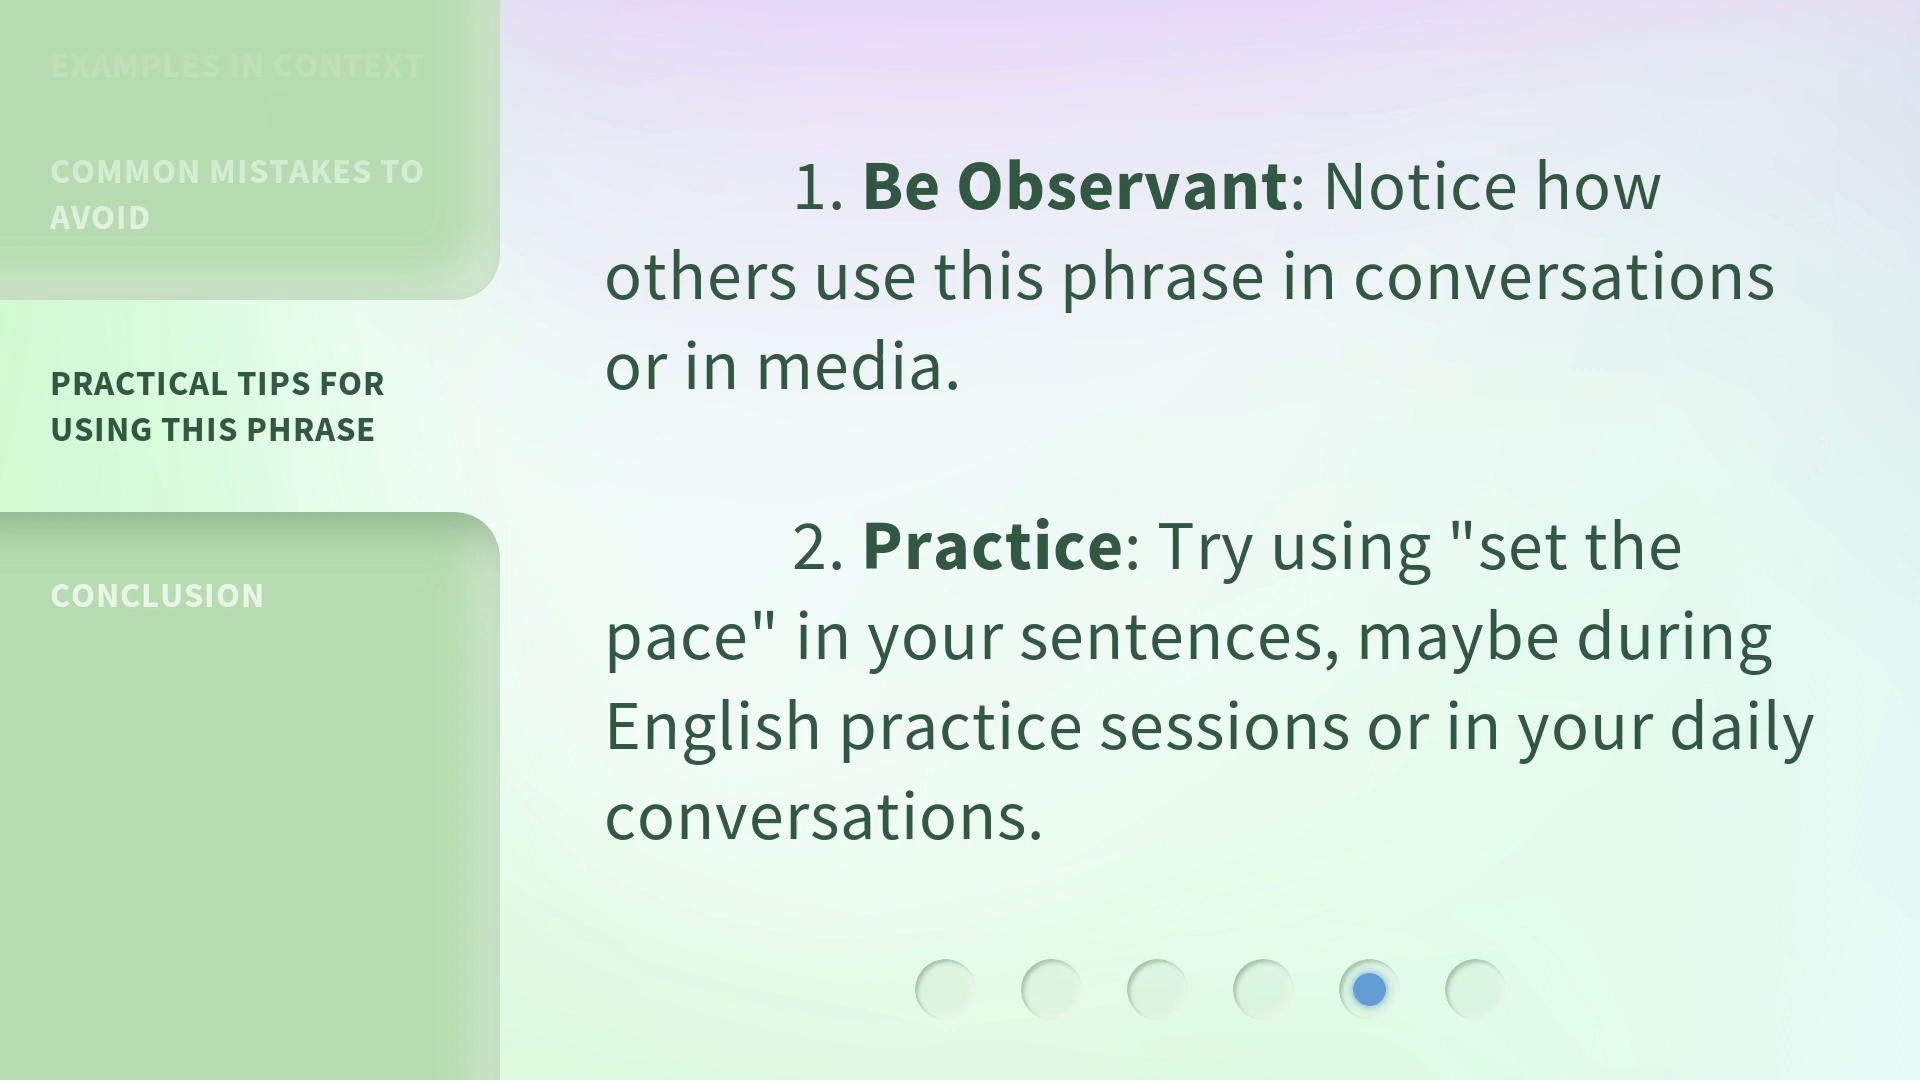 EXAMPLES IN CONTEXT
COMMON MISTAKES TO
AVOID
PRACTICAL TIPS FOR
USING THIS PHRASE
CONCLUSION
1. Be Observant: Notice how
others use this phrase in conversations
or in media.
2. Practice: Try using "set the
pace" in your sentences, maybe during
English practice sessions or in your daily
conversations.